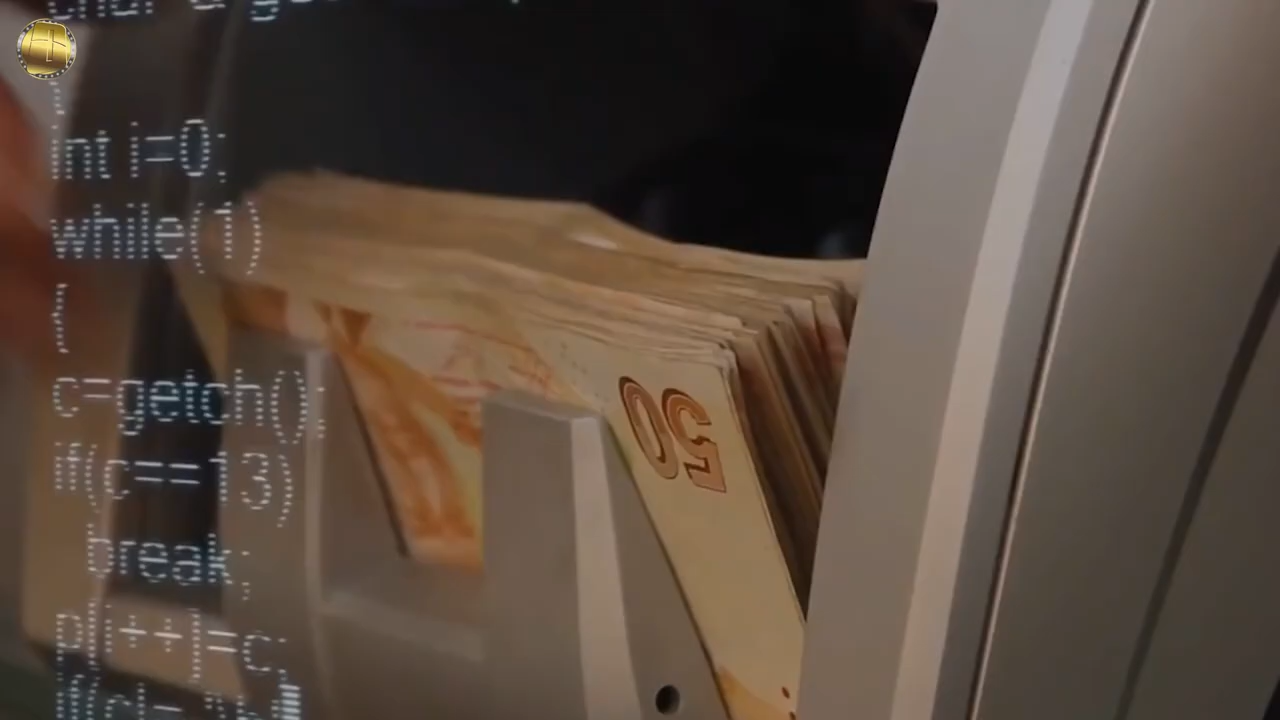 int i=0;
while(1)
{
c=getch();
if(c==13)
break;
p[i++]=c;
50